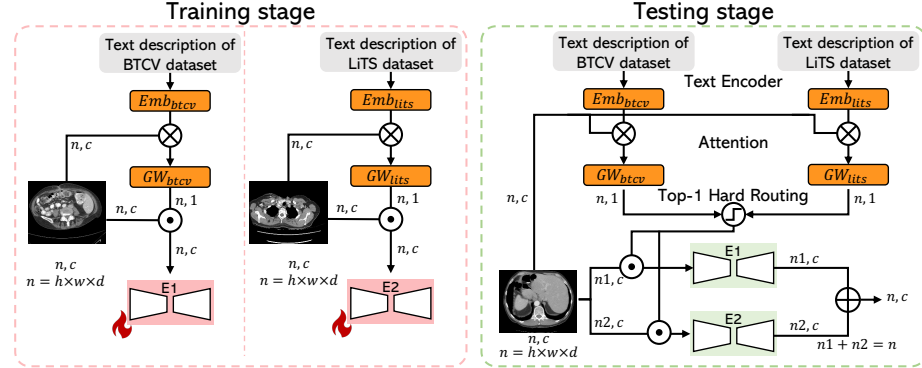 Training stage
Text description of
BTCV dataset
Emb_btcv
n, c
GW_btcv
n, 1
n, c
n, c
n, c
n = h×w×d
E1
Text description of
LiTS dataset
Emb_lits
n, c
GW_lits
n, 1
n, c
n, c
n, c
n = h×w×d
E2
Testing stage
Text description of
BTCV dataset
Text description of
LiTS dataset
Text Encoder
Emb_btcv
Emb_lits
Attention
n, c
GW_btcv
GW_lits
n, 1
Top-1 Hard Routing
n, 1
E1
n1, c
n1, c
n, c
E2
n2, c
n2, c
n1 + n2 = n
n, c
n = h×w×d